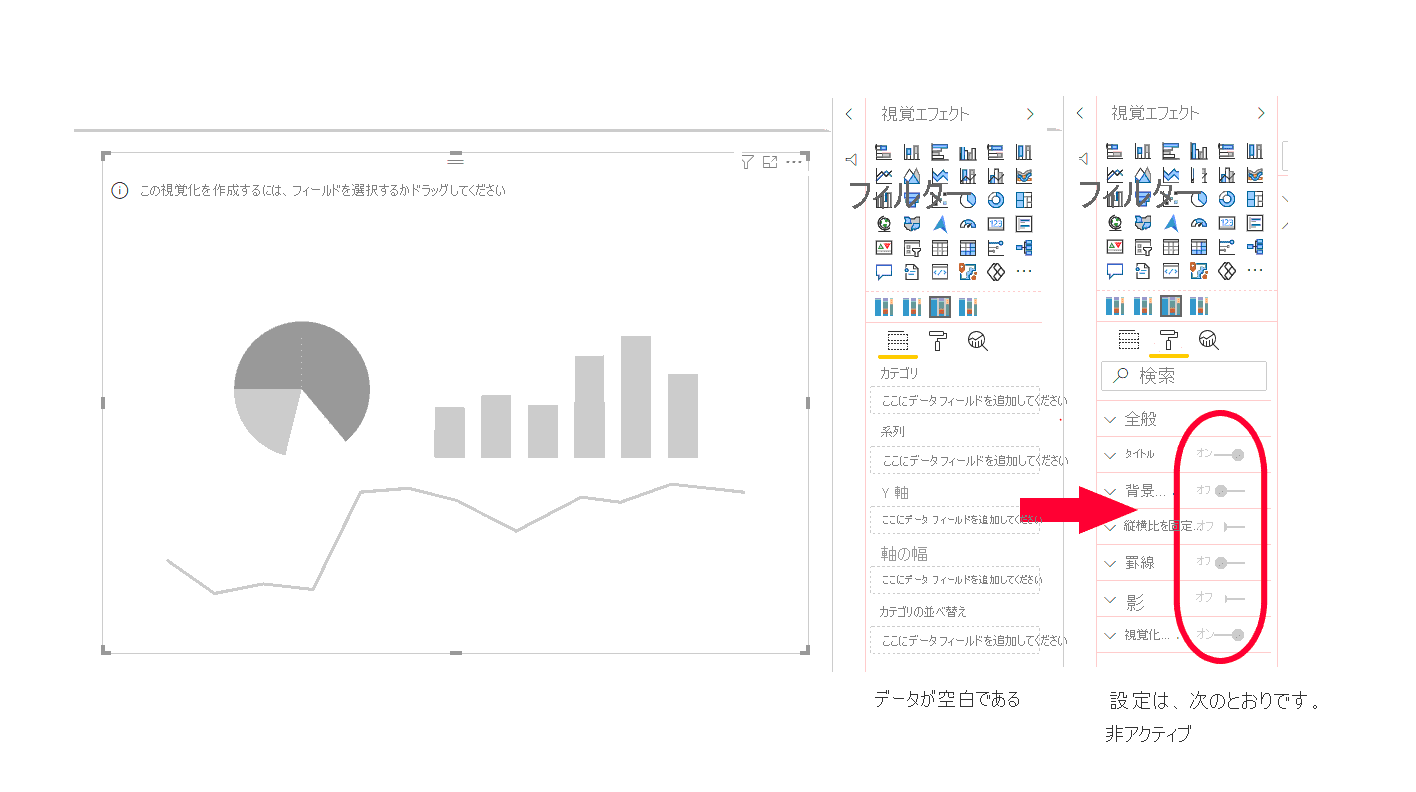 この視覚化を作成するには、フィールドを選択するかドラッグしてください
視覚エフェクト
フィルター
カテゴリ
ここにデータフィールドを追加してください
系列
ここにデータフィールドを追加してください
Y 軸
ここにデータ フィールドを追加してください
軸の幅
ここにデータ フィールドを追加してください
カテゴリの並べ替え
ここにデータフィールドを追加してください
データが空白である
視覚エフェクト
フィルター
123
検索
全般
タイトル オン
背景... オフ
縦横比を固定... オフ
罫線 オフ
影 オフ
視覚化... オン
設定は、次のとおりです。
非アクティブ